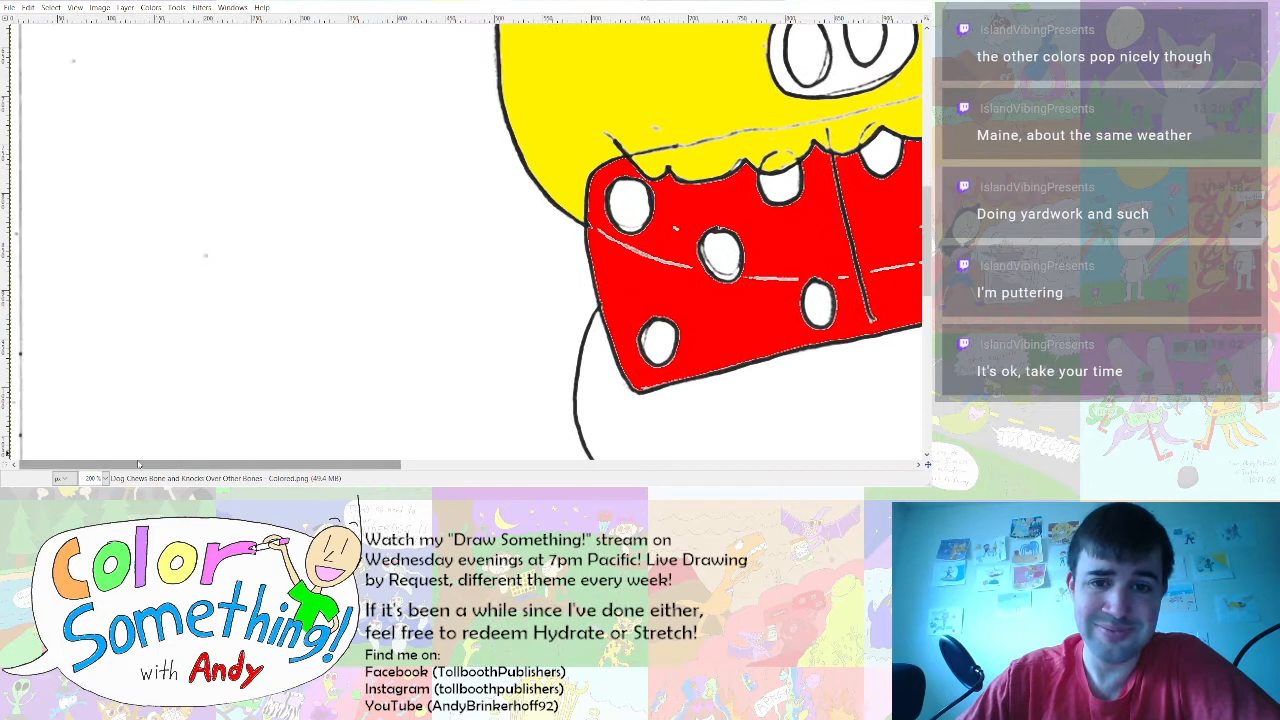 File Edit Select View Image Layer Colors Tools Filters Windows Help
200 % Dog Chews Bone and Knocks Over Other Bones - Colored.png (49.4 MB)
IslandVibingPresents
the other colors pop nicely though
IslandVibingPresents
Maine, about the same weather
IslandVibingPresents
Doing yardwork and such
IslandVibingPresents
I'm puttering
IslandVibingPresents
It's ok, take your time
Color
Something!
with Andy
Watch my "Draw Something!" stream on
Wednesday evenings at 7pm Pacific! Live Drawing
by Request, different theme every week!
If it's been a while since I've done either,
feel free to redeem Hydrate or Stretch!
Find me on:
Facebook (TollboothPublishers)
Instagram (tollboothpublishers)
YouTube (AndyBrinkerhoff92)